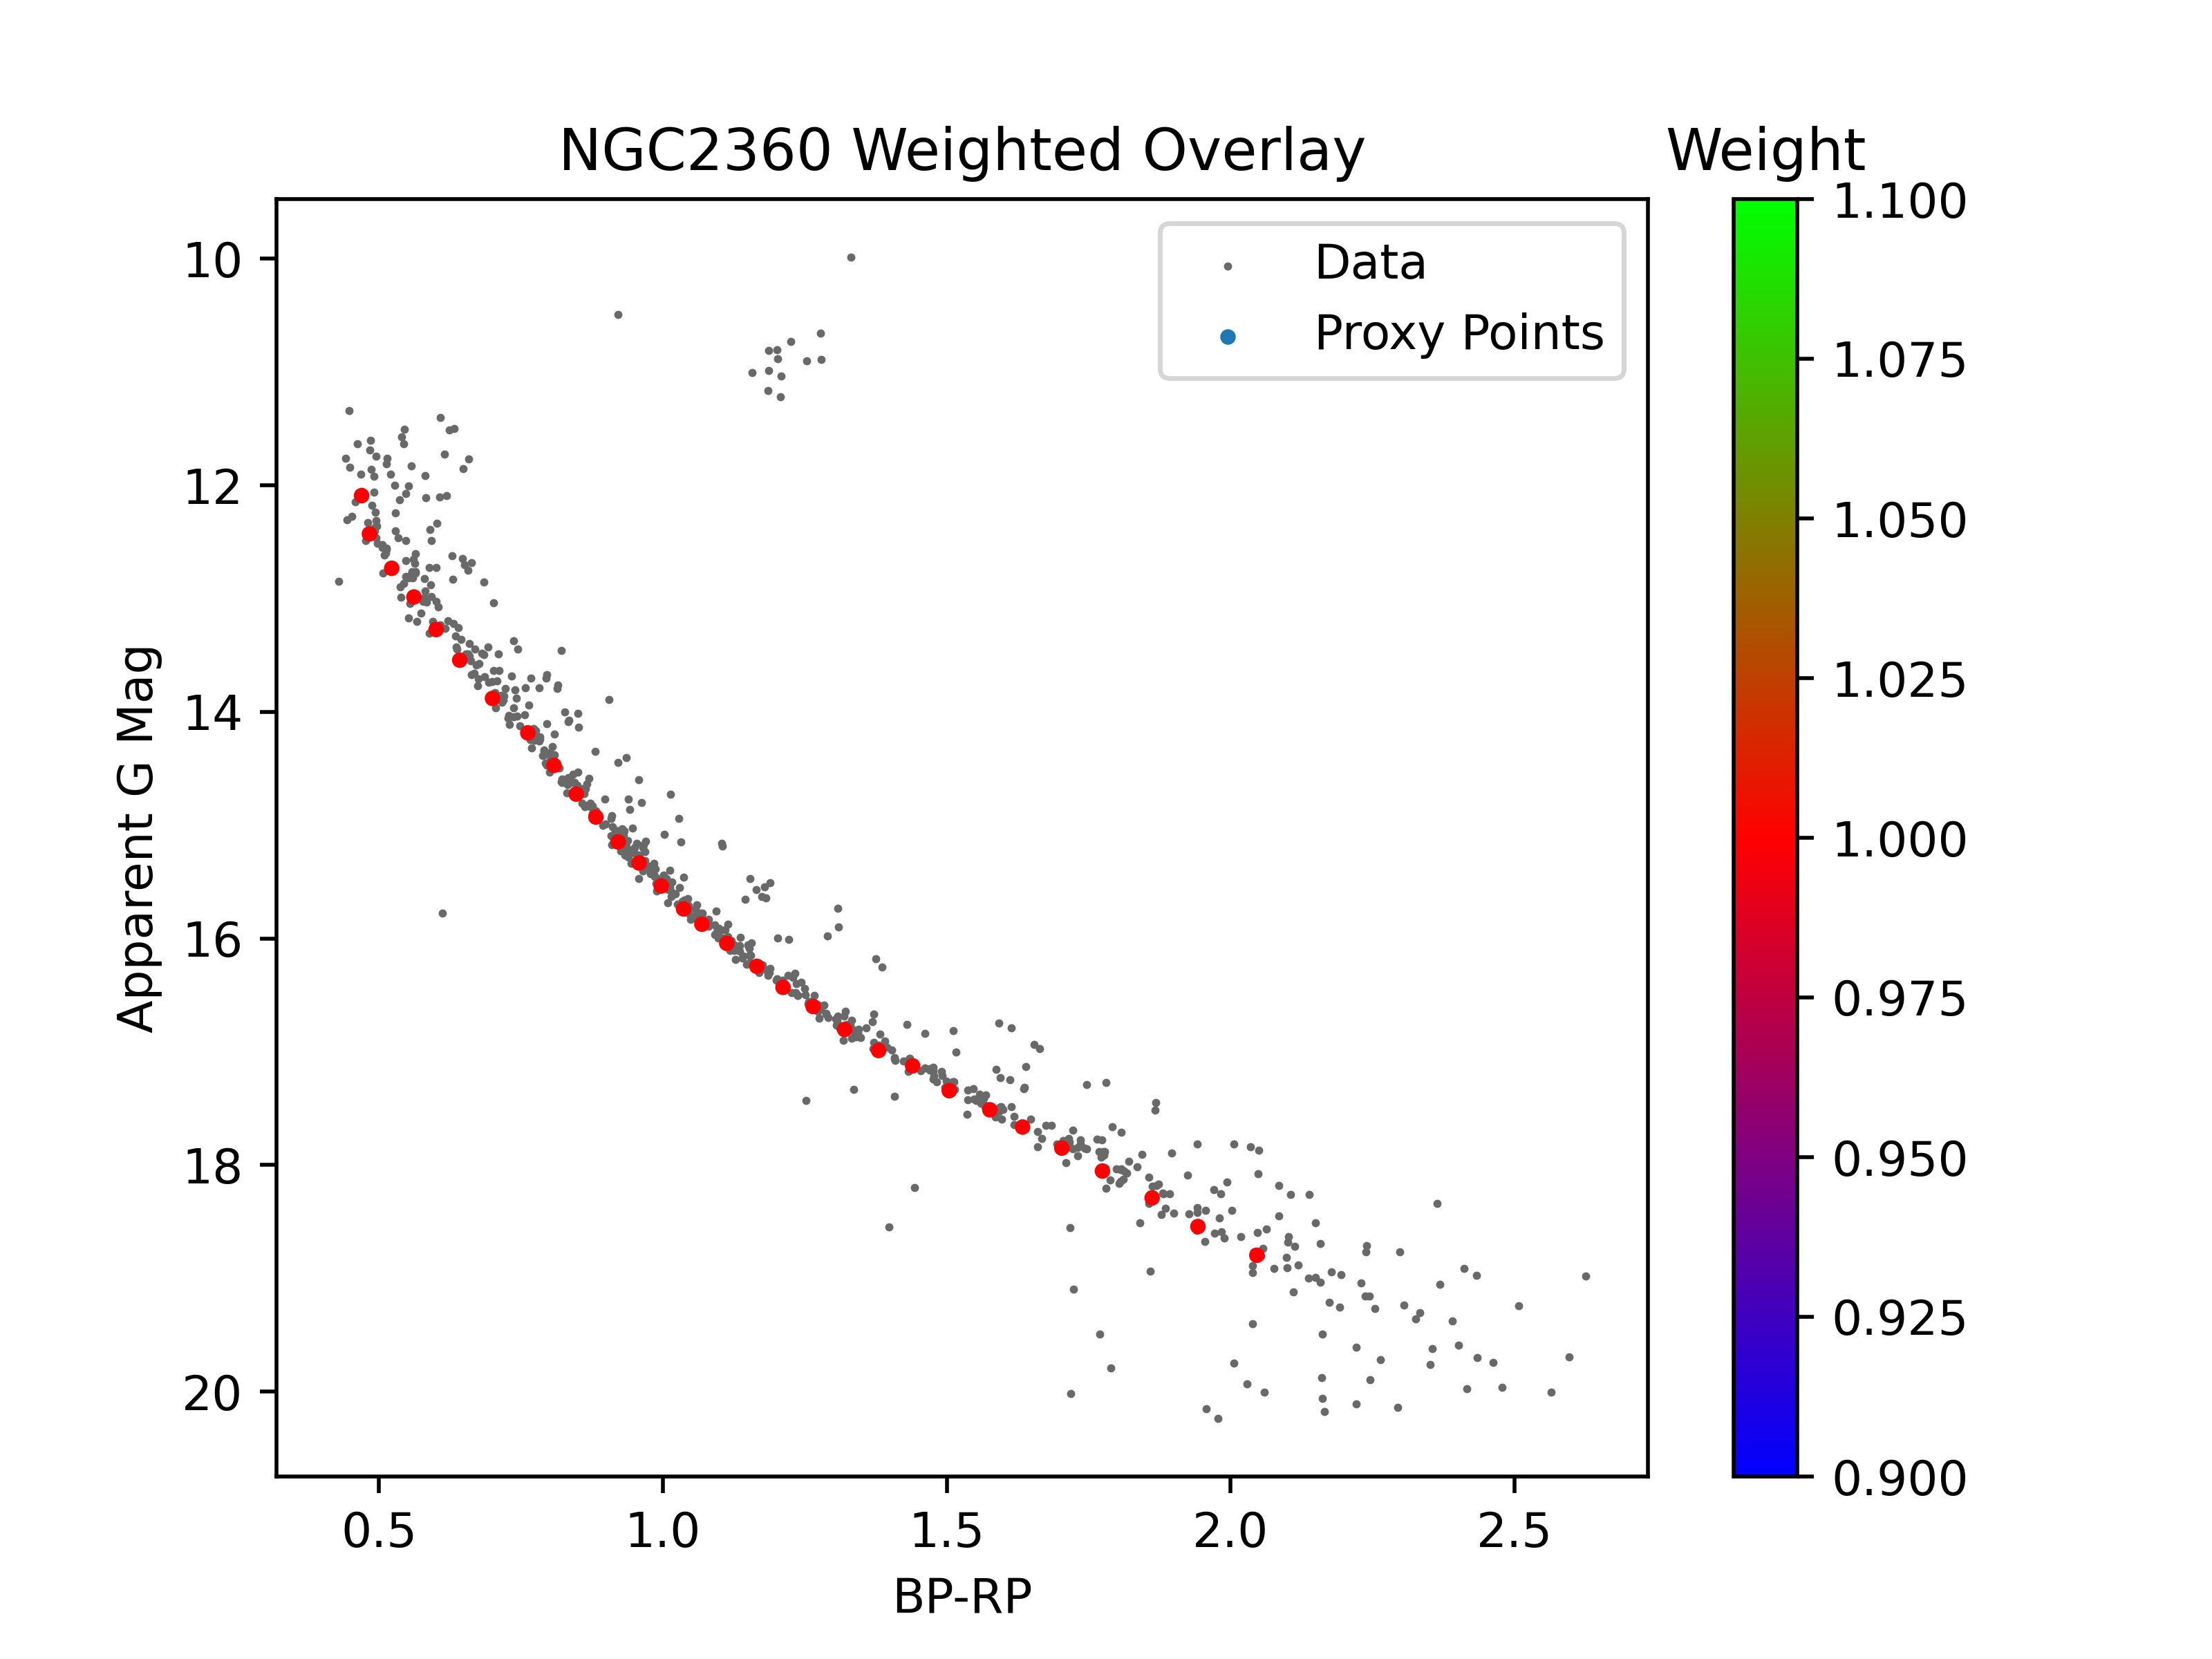 NGC2360 Weighted Overlay
Weight
Data
Proxy Points
Apparent G Mag
10
12
14
16
18
20
0.5 1.0 1.5 2.0 2.5
BP-RP
1.100
1.075
1.050
1.025
1.000
0.975
0.950
0.925
0.900